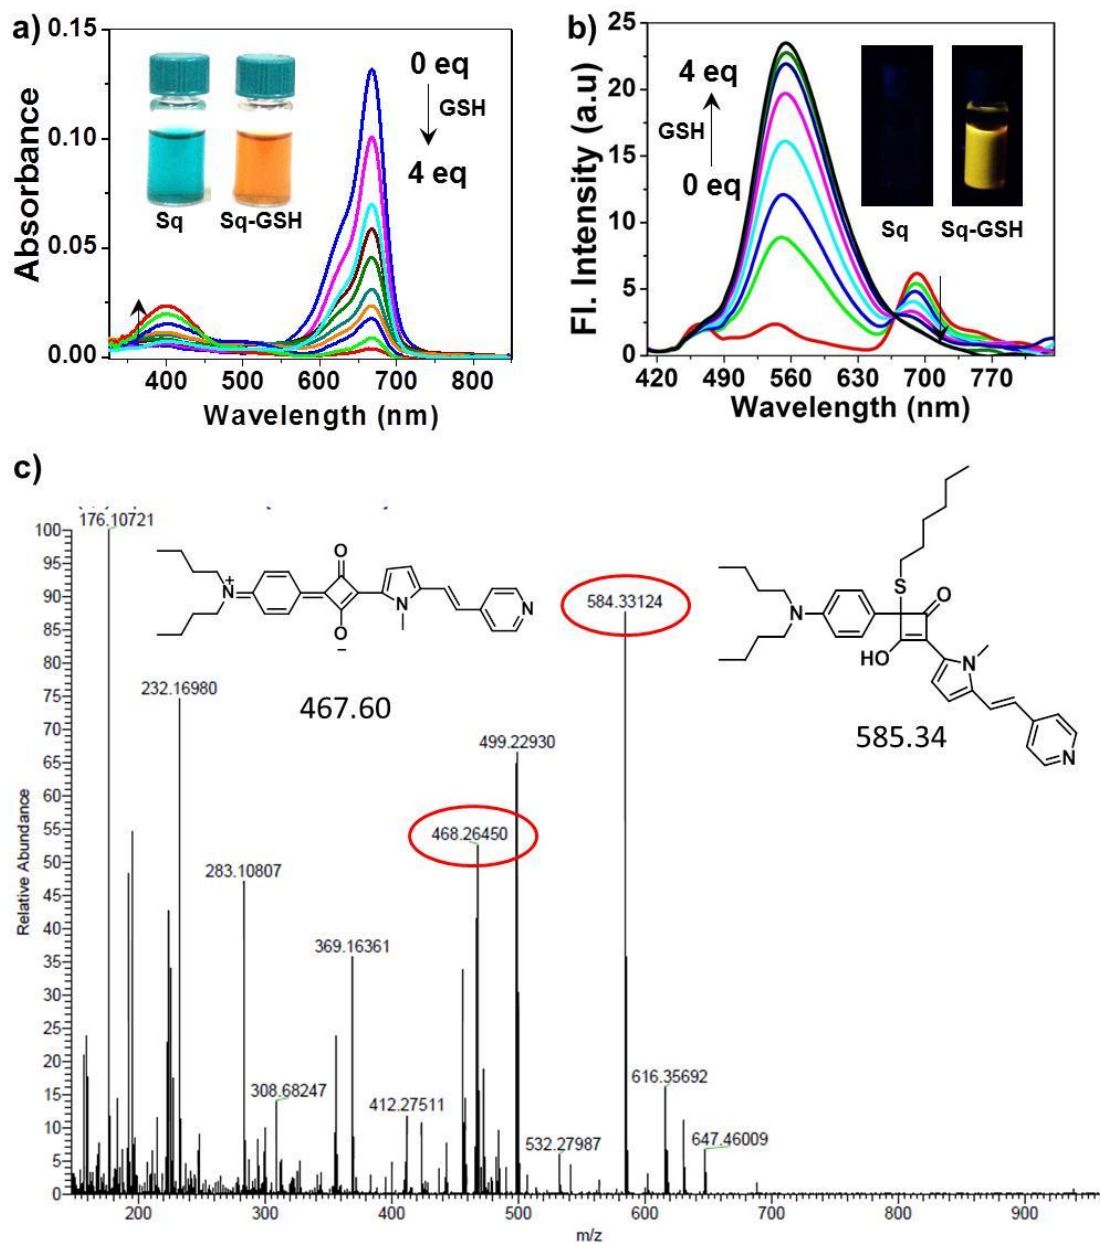 a)
0.15
0.10
0.05
0.00
Absorbance
0 eq
GSH
4 eq
Sq
Sq-GSH
400 500 600 700 800
Wavelength (nm)
b)
25
20
15
10
5
0
Fl. Intensity (a.u)
4 eq
GSH
0 eq
Sq
Sq-GSH
420 490 560 630 700 770
Wavelength (nm)
c)
100
95
90
85
80
75
70
65
60
55
50
45
40
35
30
25
20
15
10
5
0
Relative Abundance
176.10721
232.16980
283.10807
308.68247
369.16361
412.27511
468.26450
499.22930
532.27987
584.33124
616.35692
647.46009
O
N
+
N
N
O
−
467.60
S
O
N
HO
N
N
585.34
200 300 400 500 600 700 800 900
m/z